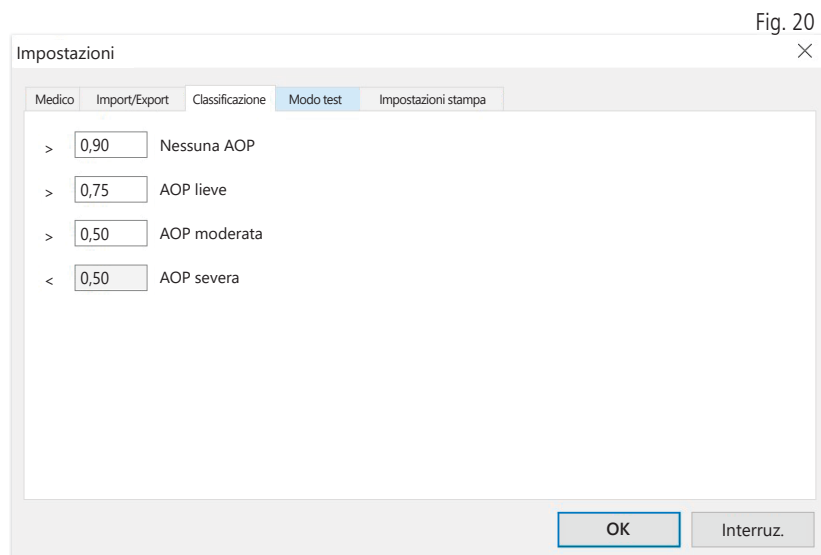 Fig. 20
Impostazioni
Medico Import/Export Classificazione Modo test Impostazioni stampa
> 0,90 Nessuna AOP
> 0,75 AOP lieve
> 0,50 AOP moderata
< 0,50 AOP severa
OK Interruz.